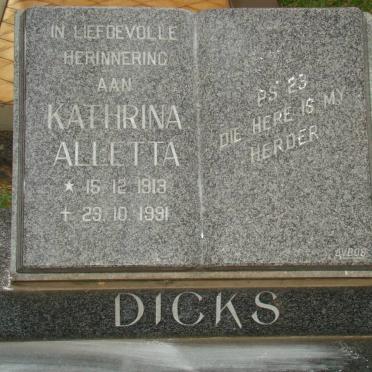 IN LIEFDEVOLLE
HERINNERING
AAN
KATHRINA
ALLETTA
★ 15 12 1913
✝ 29. 10. 1991
PS 23
DIE HERE IS MY
HERDER
DICKS